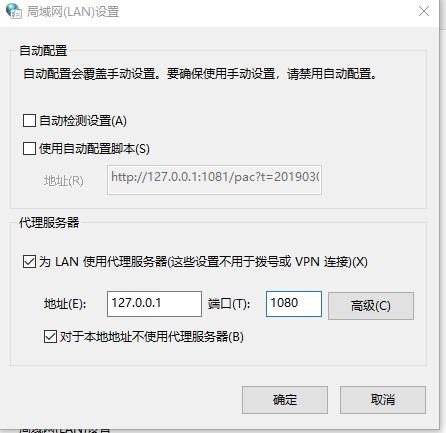 局域网(LAN)设置
自动配置
自动配置会覆盖手动设置。要确保使用手动设置，请禁用自动配置。
自动检测设置(A)
使用自动配置脚本(S)
地址(R)
http://127.0.0.1:1081/pac?t=201903(
代理服务器
为 LAN 使用代理服务器(这些设置不用于拨号或 VPN 连接)(X)
地址(E): 127.0.0.1 端口(T): 1080 高级(C)
对于本地地址不使用代理服务器(B)
确定 取消